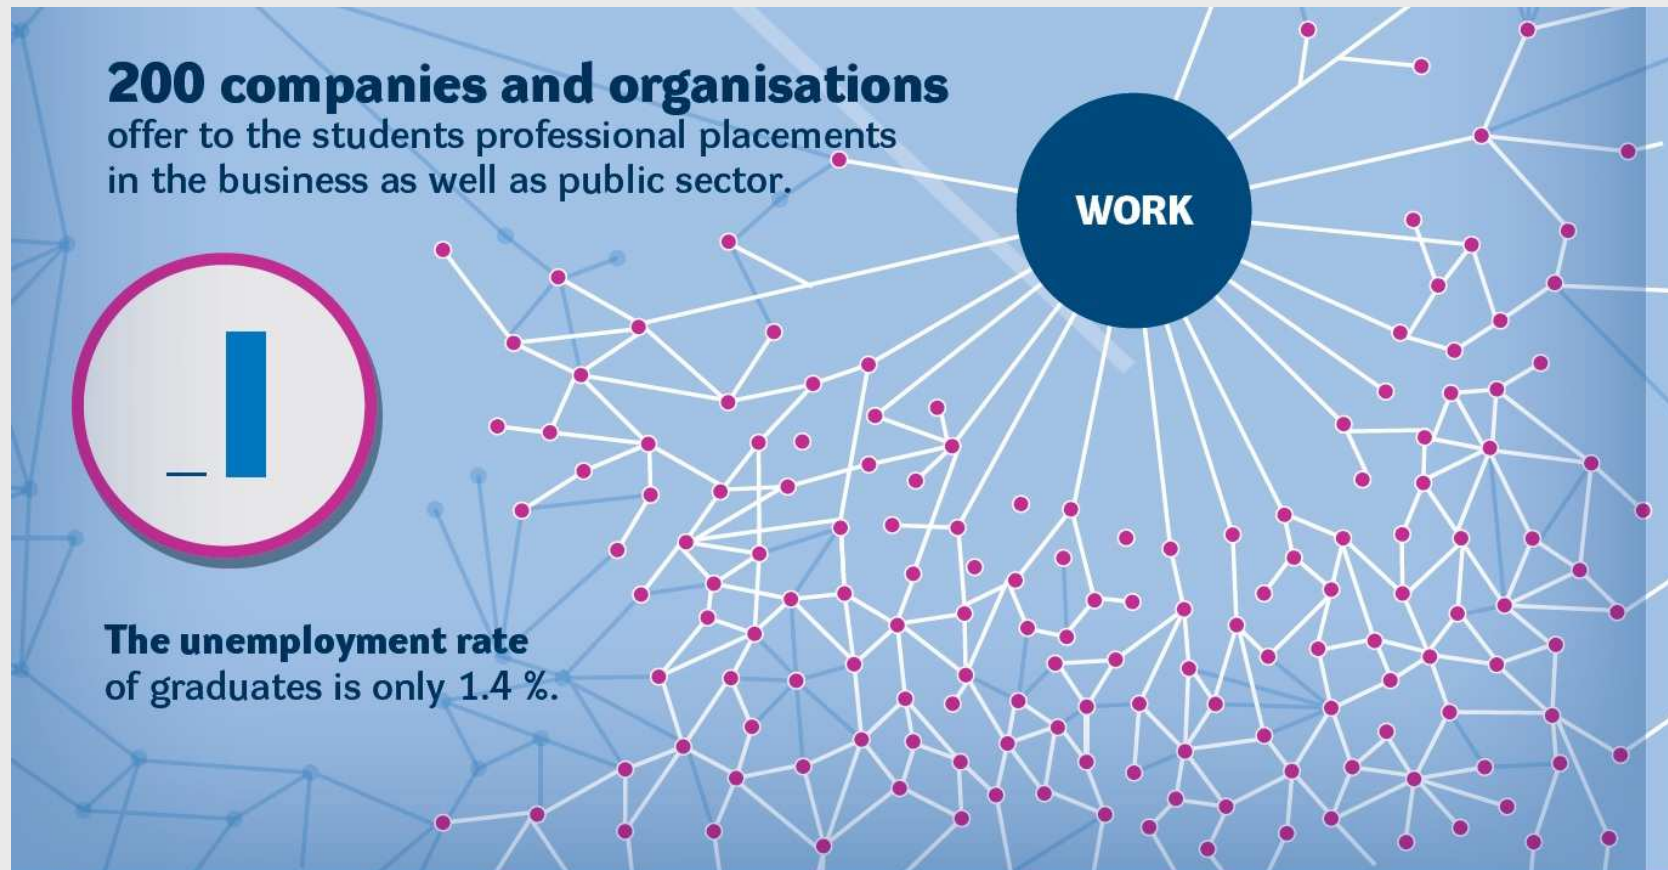 200 companies and organisations
offer to the students professional placements
in the business as well as public sector.
WORK
The unemployment rate
of graduates is only 1.4 %.